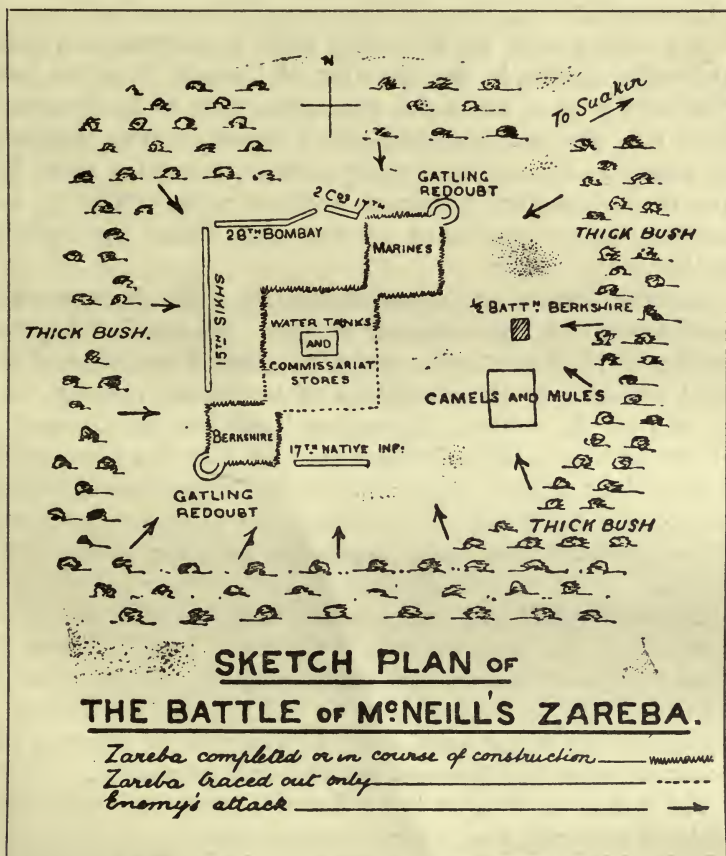 N
To Suakin
GATLING
REDOUBT
2 Cos 17TH
28TH BOMBAY
MARINES
THICK BUSH
15TH SIKHS
½ BATTN BERKSHIRE
WATER TANKS
AND
COMMISSARIAT
STORES
THICK BUSH.
CAMELS AND MULES
BERKSHIRE
17TH NATIVE INF:
GATLING
REDOUBT
THICK BUSH
SKETCH PLAN OF
THE BATTLE OF MCNEILL'S ZAREBA.
Zareba completed or in course of construction
Zareba traced out only
Enemy's attack